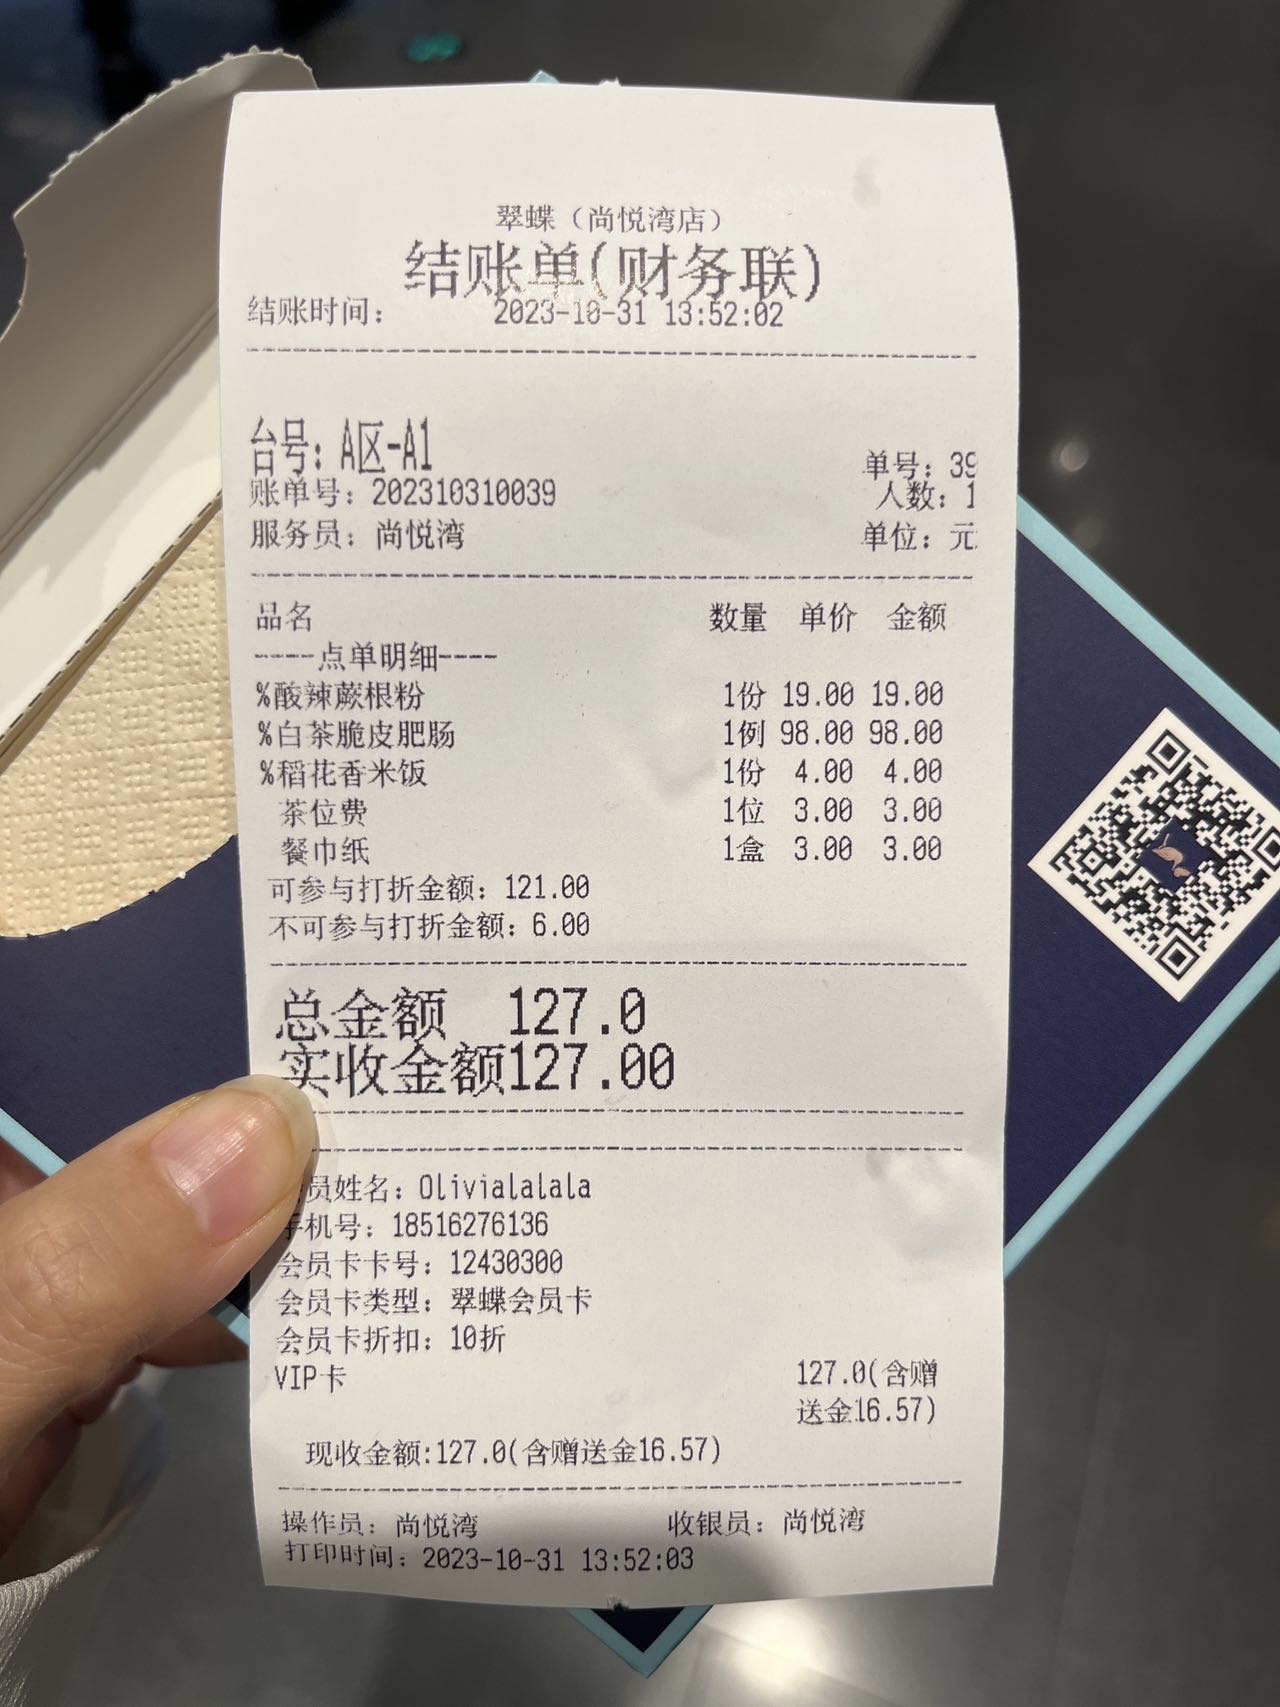 翠蝶（尚悦湾店）
结账单(财务联)
结账时间： 2023-10-31 13:52:02
台号：A区-A1
单号：39
账单号：202310310039
人数：1
服务员：尚悦湾
单位：元
品名 数量 单价 金额
----点单明细----
%酸辣蕨根粉 1份 19.00 19.00
%白茶脆皮肥肠 1例 98.00 98.00
%稻花香米饭 1份 4.00 4.00
茶位费 1位 3.00 3.00
餐巾纸 1盒 3.00 3.00
可参与打折金额：121.00
不可参与打折金额：6.00
总金额 127.0
实收金额127.00
员姓名：Olivialalala
手机号：18516276136
会员卡卡号：12430300
会员卡类型：翠蝶会员卡
会员卡折扣：10折
VIP卡 127.0(含赠
送金16.57)
现收金额:127.0(含赠送金16.57)
操作员：尚悦湾 收银员：尚悦湾
打印时间：2023-10-31 13:52:03